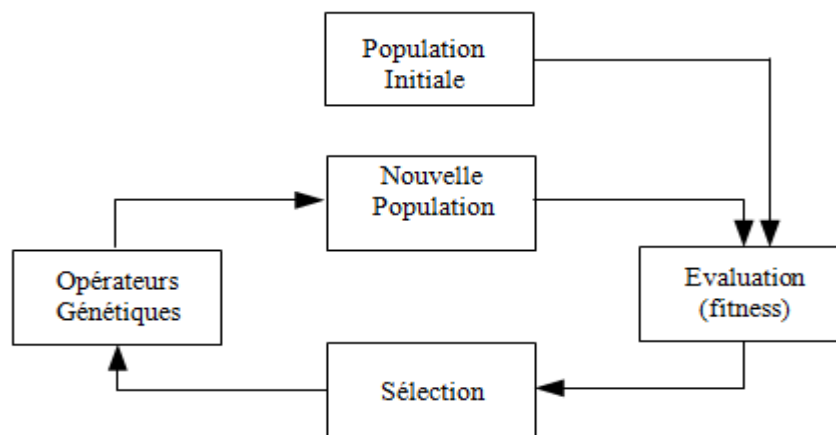 Population
Initiale
Nouvelle
Population
Opérateurs
Génétiques
Evaluation
(fitness)
Sélection